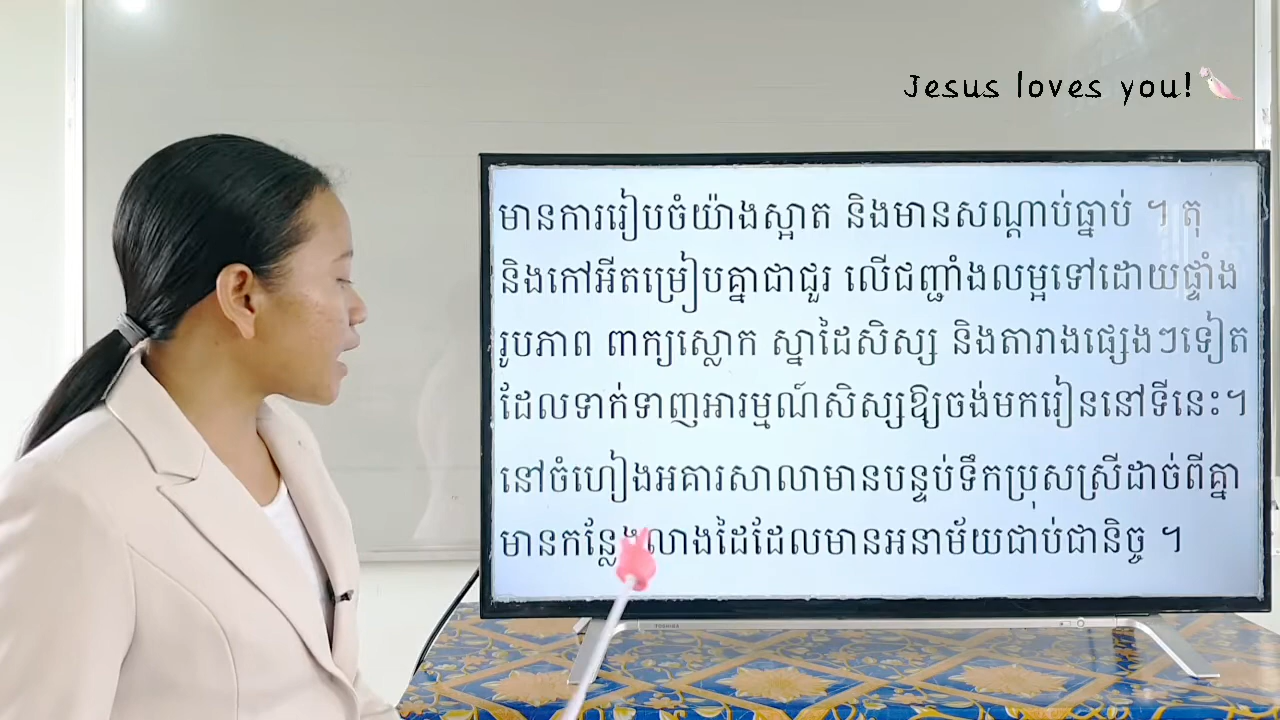 Jesus loves you!
មានការរៀបចំយ៉ាងស្អាត និងមានសណ្ដាប់ធ្នាប់ ។ តុ
និងកៅអីតម្រៀបគ្នាជាជួរ លើជញ្ជាំងលម្អទៅដោយផ្ទាំង
រូបភាព ពាក្យស្លោក ស្នាដៃសិស្ស និងតារាងផ្សេងៗទៀត
ដែលទាក់ទាញអារម្មណ៍សិស្សឱ្យចង់មករៀននៅទីនេះ។
នៅចំហៀងអគារសាលាមានបន្ទប់ទឹកប្រុសស្រីដាច់ពីគ្នា
មានកន្លែងលាងដៃដែលមានអនាម័យជាប់ជានិច្ច ។
TOSHIBA